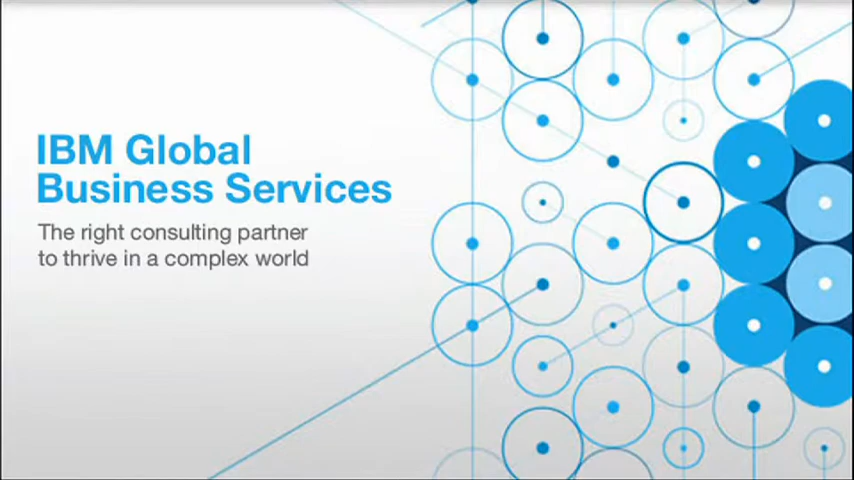 IBM Global
Business Services
The right consulting partner
to thrive in a complex world